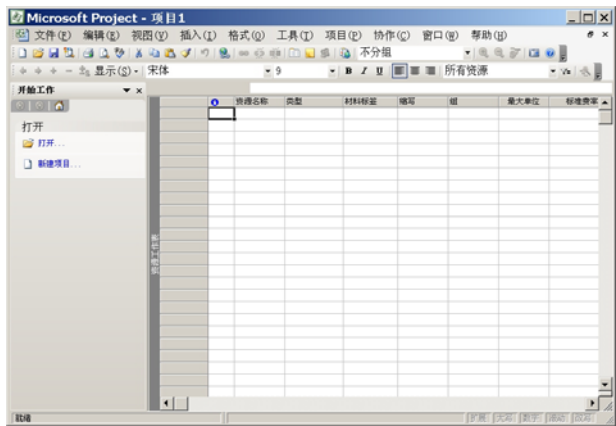 Microsoft Project - 项目1
文件(F) 编辑(E) 视图(V) 插入(I) 格式(O) 工具(T) 项目(P) 协作(C) 窗口(W) 帮助(H)
不分组
显示(S) 宋体 9 B I U 所有资源
开始工作
资源名称 类型 材料标签 缩写 组 最大单位 标准费率
打开
打开...
新建项目...
资源工作表
就绪 扩展 大写 数字 滚动 改写